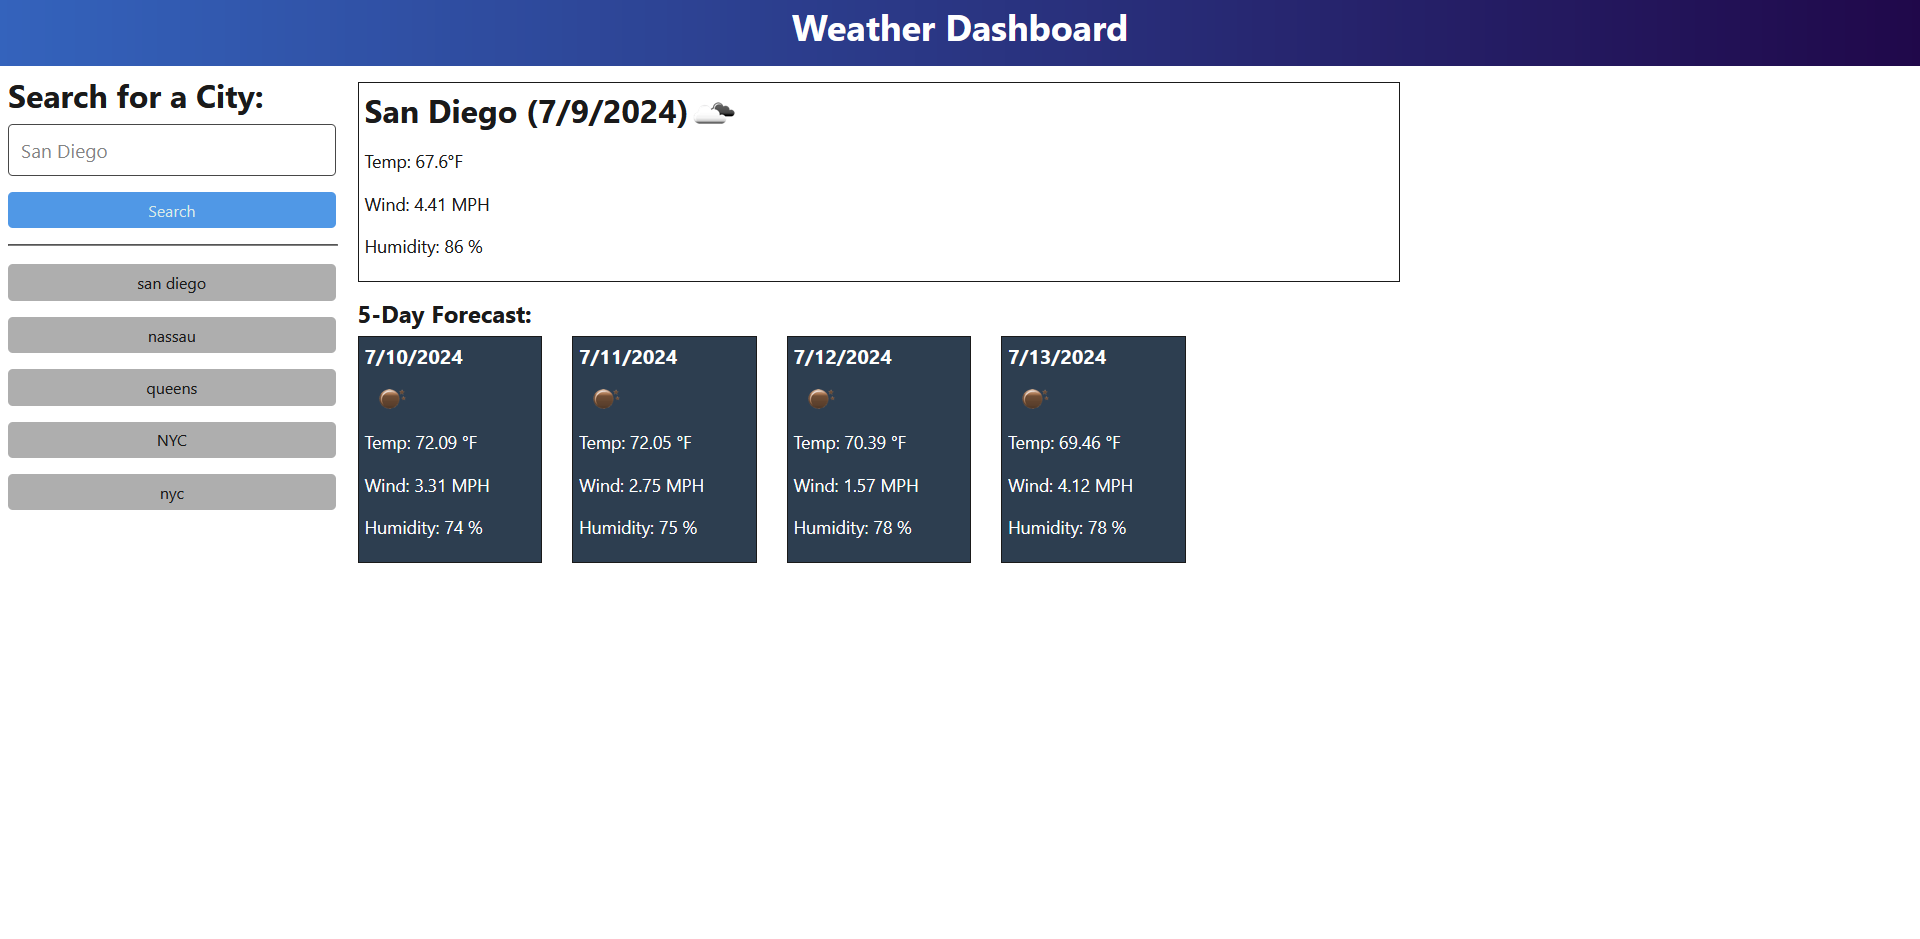 Weather Dashboard
Search for a City:
San Diego
Search
san diego
nassau
queens
NYC
nyc
San Diego (7/9/2024)
Temp: 67.6°F
Wind: 4.41 MPH
Humidity: 86 %
5-Day Forecast:
7/10/2024
Temp: 72.09 °F
Wind: 3.31 MPH
Humidity: 74 %
7/11/2024
Temp: 72.05 °F
Wind: 2.75 MPH
Humidity: 75 %
7/12/2024
Temp: 70.39 °F
Wind: 1.57 MPH
Humidity: 78 %
7/13/2024
Temp: 69.46 °F
Wind: 4.12 MPH
Humidity: 78 %